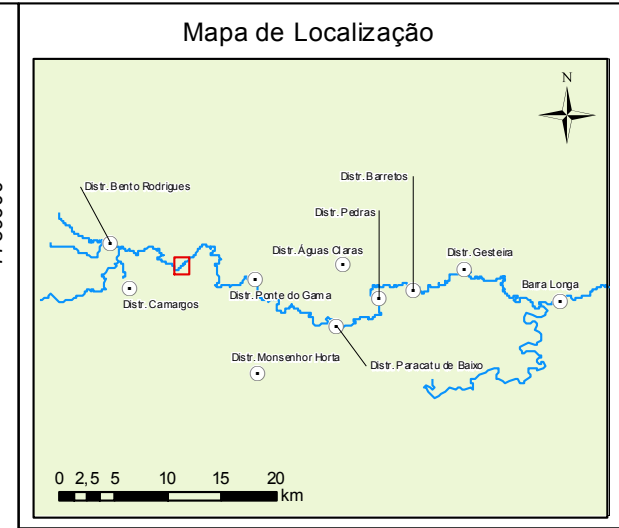 Mapa de Localização
N
Distr. Barretos
Distr. Bento Rodrigues
Distr. Pedras
Distr. Águas Claras
Distr. Gesteira
Barra Longa
Distr. Camargos
Distr. Ponte do Gama
Distr. Monsenhor Horta
Distr. Paracatu de Baixo
0 2,5 5 10 15 20
km